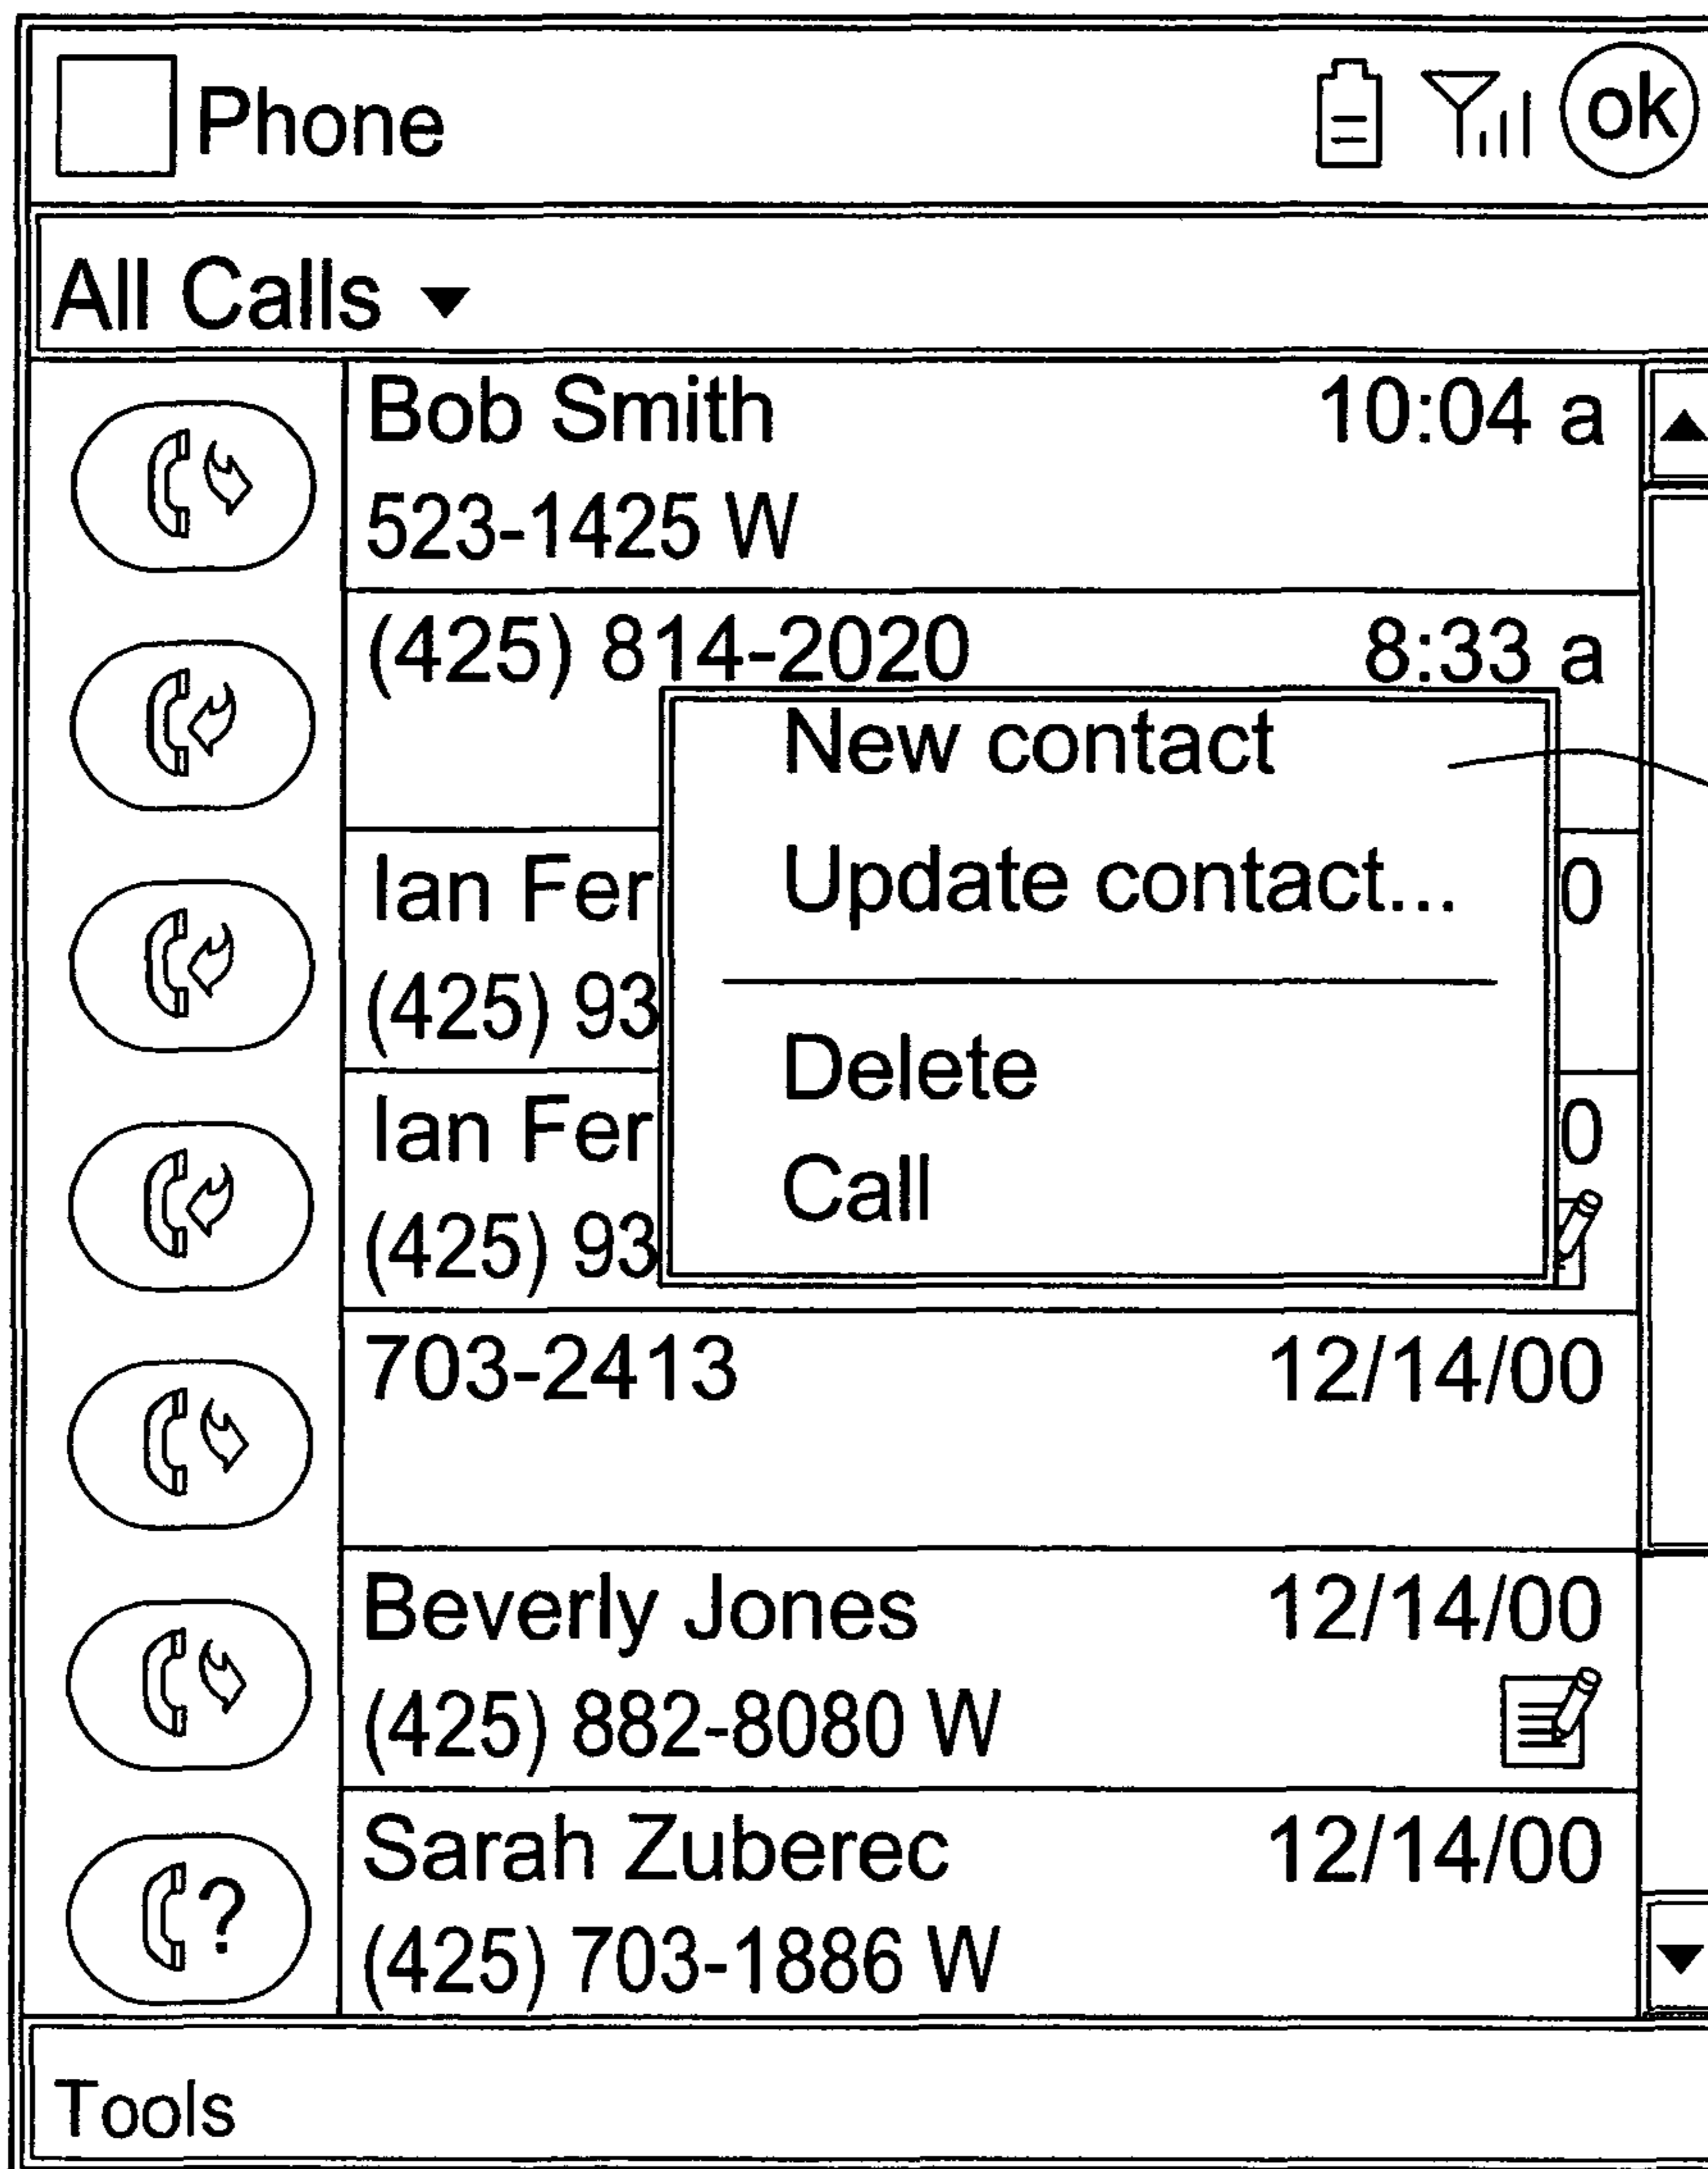 Phone ok
All Calls
Bob Smith 10:04 a
523-1425 W
(425) 814-2020 8:33 a
New contact
Update contact...
Delete
Call
Ian Fer 0
(425) 93
Ian Fer 0
(425) 93
703-2413 12/14/00
Beverly Jones 12/14/00
(425) 882-8080 W
Sarah Zuberec 12/14/00
?
(425) 703-1886 W
Tools